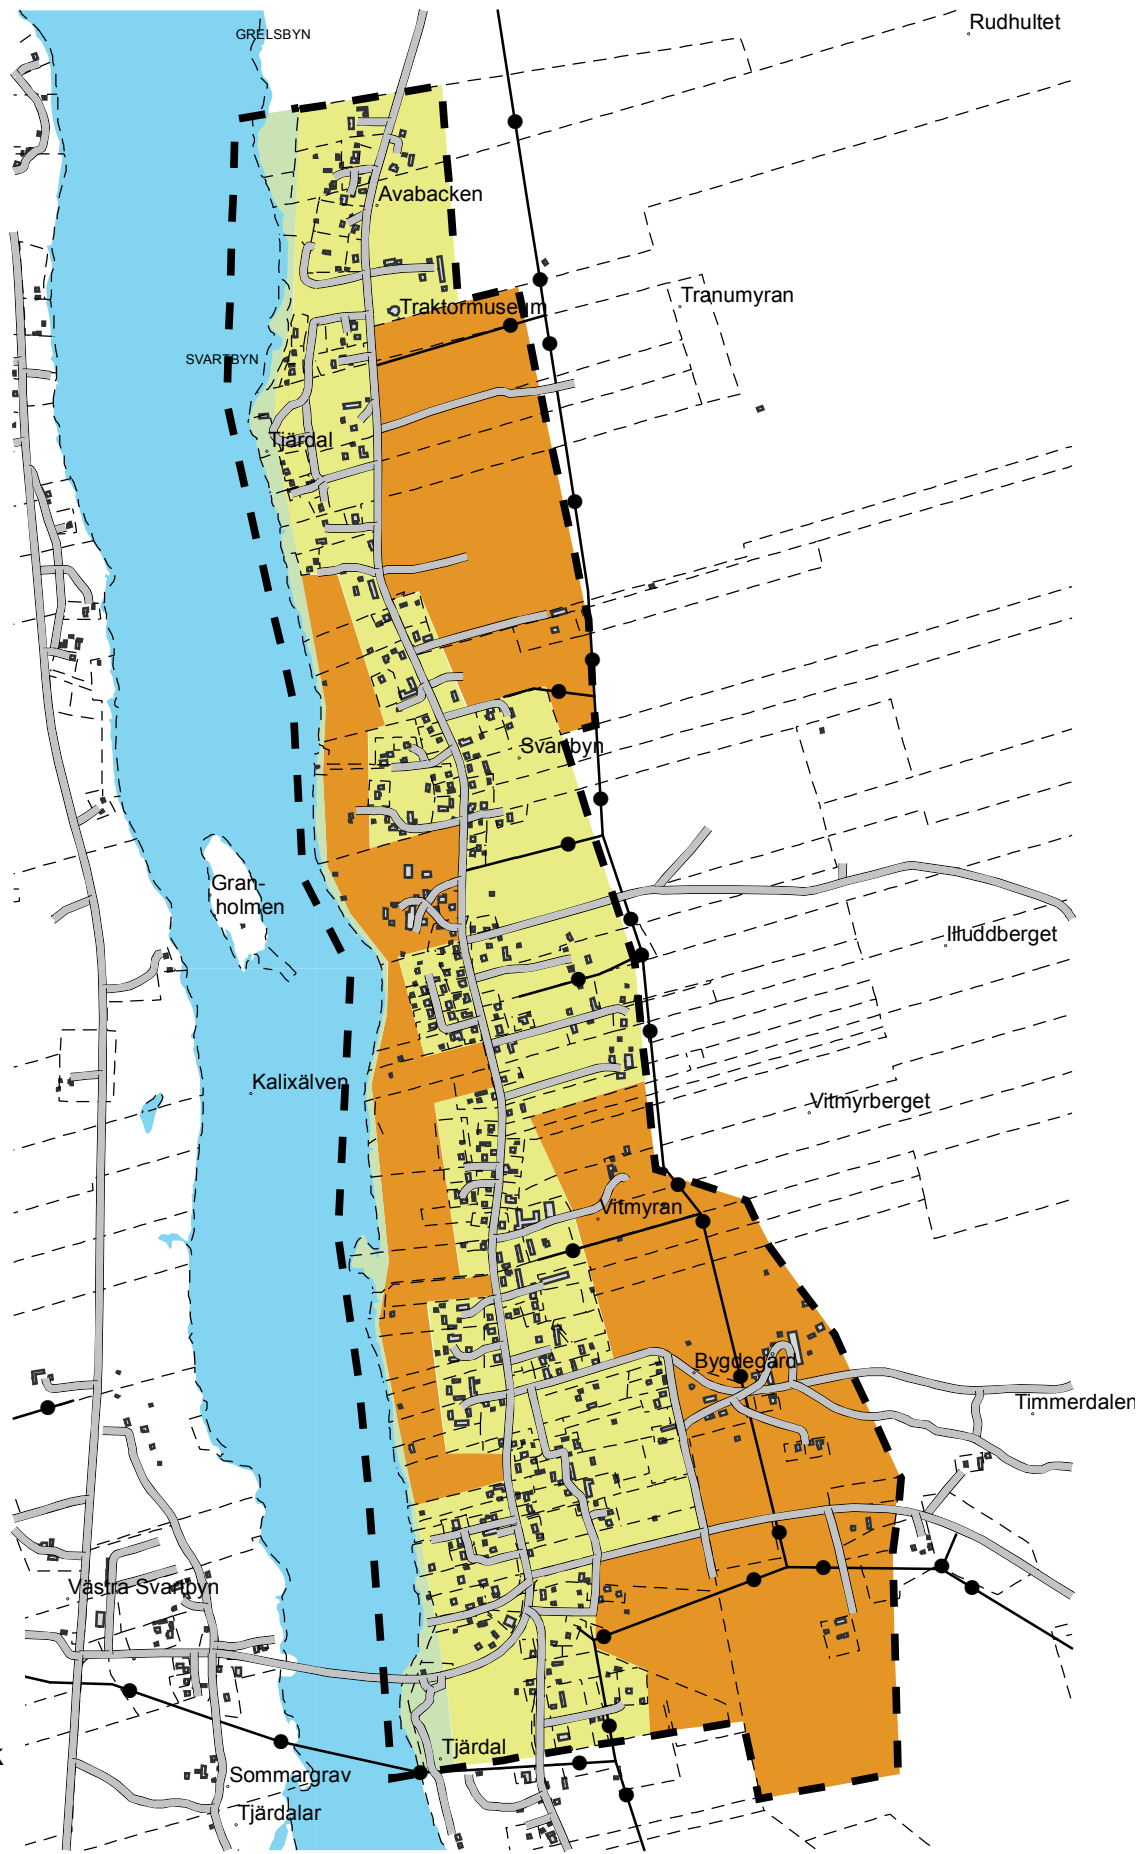 Rudhultet
GRELSBYN
Avabacken
Tranumyran
Traktormuseum
SVARTBYN
Tjärdal
Svartbyn
Gran-
holmen
Illuddberget
Kalixälven
Vitmyrberget
Vitmyran
Bygdegård
Timmerdalen
Västra Svartbyn
Tjärdal
Sommargrav
Tjärdalar